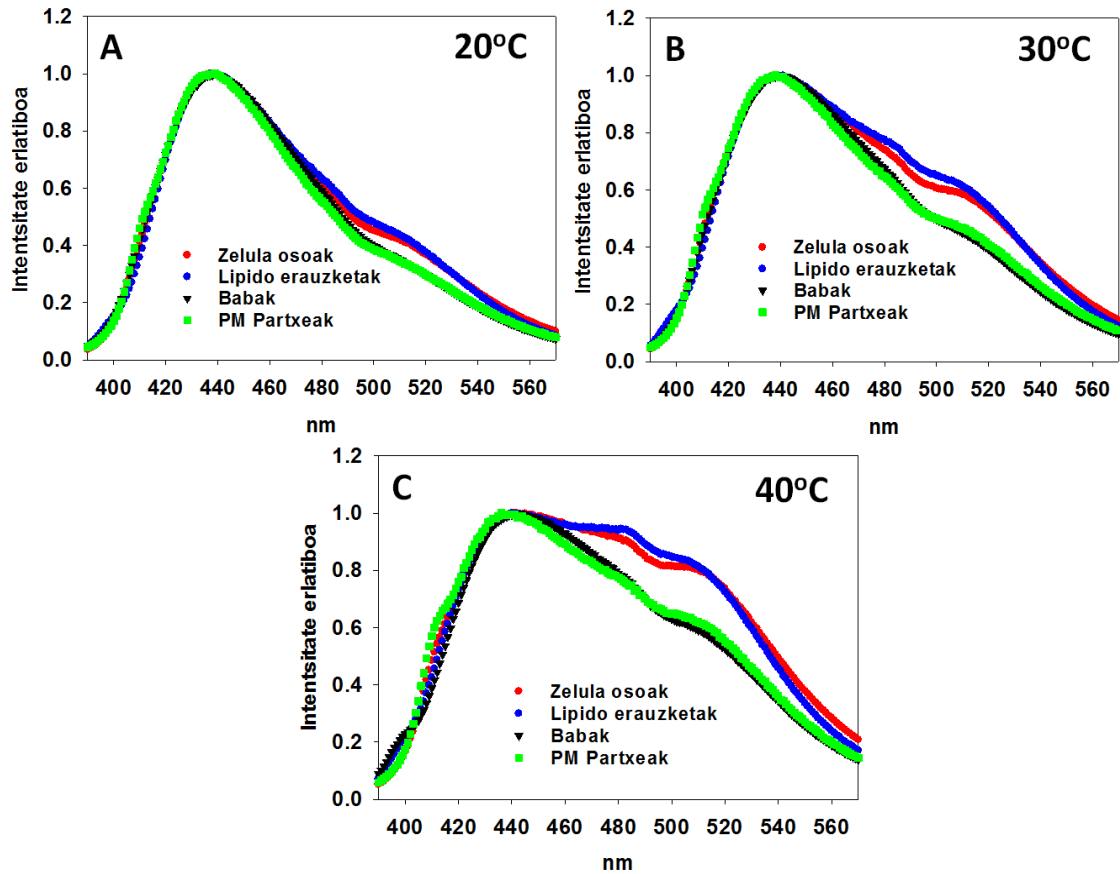 A
20ºC
Intentsitate erlatiboa
1.2
1.0
0.8
0.6
0.4
0.2
0.0
Zelula osoak
Lipido erauzketak
Babak
PM Partxeak
400 420 440 460 480 500 520 540 560
nm
B
30ºC
Intentsitate erlatiboa
1.2
1.0
0.8
0.6
0.4
0.2
0.0
Zelula osoak
Lipido erauzketak
Babak
PM Partxeak
400 420 440 460 480 500 520 540 560
nm
C
40ºC
Intentsitate erlatiboa
1.2
1.0
0.8
0.6
0.4
0.2
0.0
Zelula osoak
Lipido erauzketak
Babak
PM Partxeak
400 420 440 460 480 500 520 540 560
nm